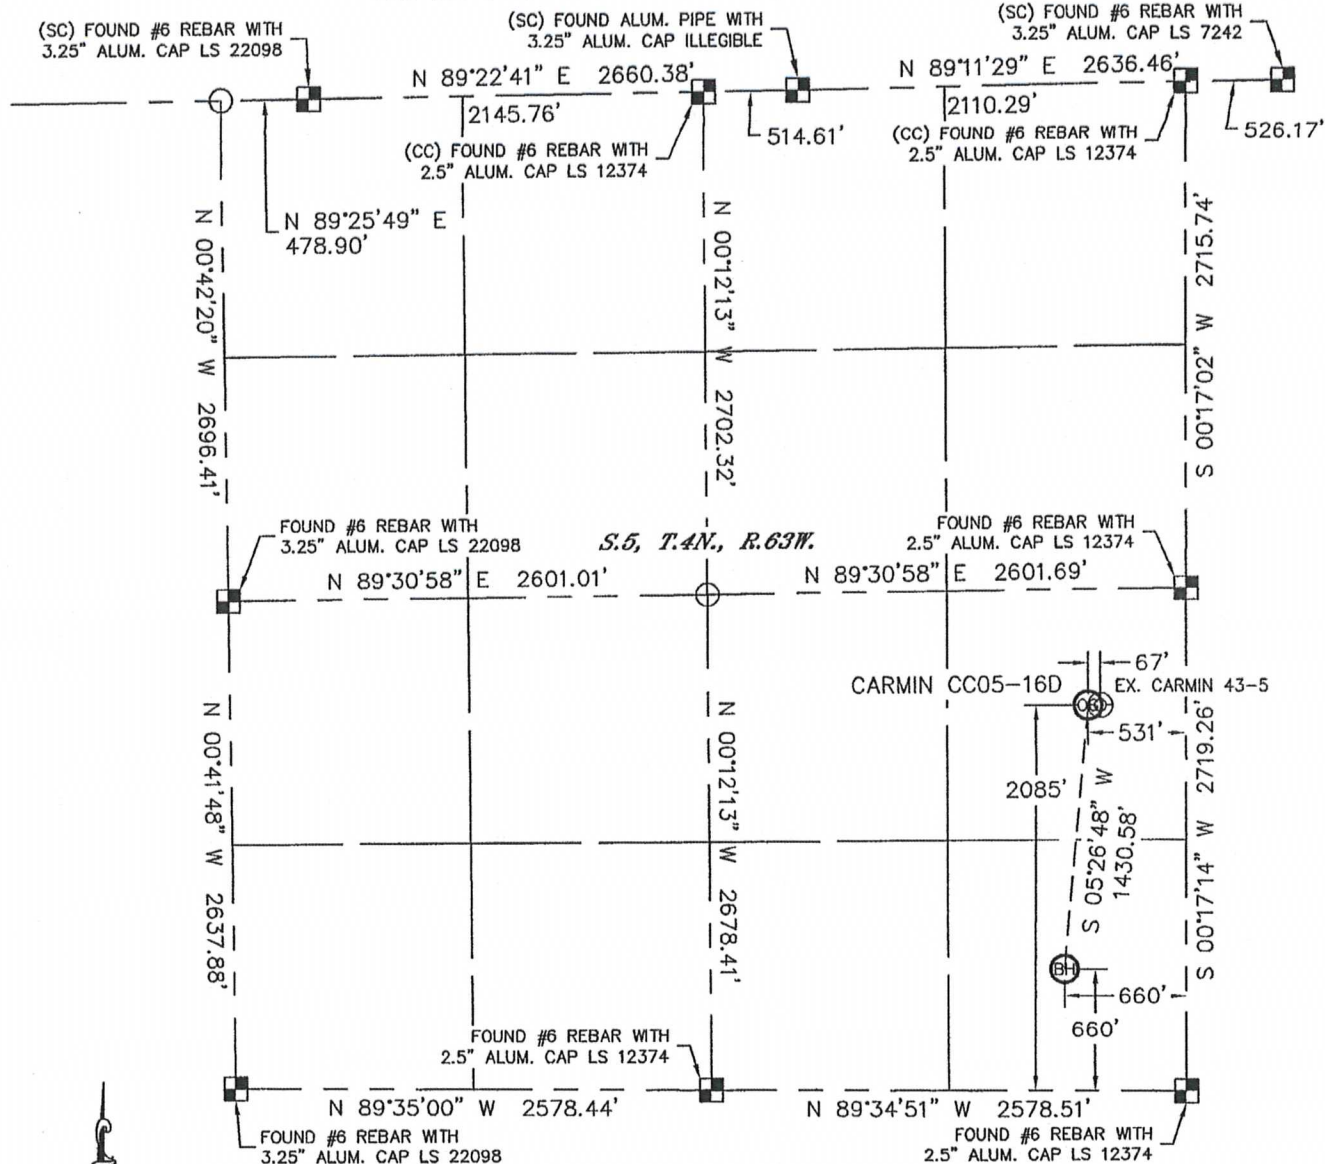 (SC) FOUND #6 REBAR WITH
3.25" ALUM. CAP LS 22098
(SC) FOUND ALUM. PIPE WITH
3.25" ALUM. CAP ILLEGIBLE
(SC) FOUND #6 REBAR WITH
3.25" ALUM. CAP LS 7242
N 89°22'41" E 2660.38'
N 89°11'29" E 2636.46'
2145.76'
514.61'
2110.29'
526.17'
(CC) FOUND #6 REBAR WITH
2.5" ALUM. CAP LS 12374
(CC) FOUND #6 REBAR WITH
2.5" ALUM. CAP LS 12374
N 89°25'49" E
478.90'
N 00°42'20" W 2696.41'
N 00°12'13" W 2702.32'
S 00°17'02" W 2715.74'
FOUND #6 REBAR WITH
3.25" ALUM. CAP LS 22098
S.5, T.4N., R.63W.
FOUND #6 REBAR WITH
2.5" ALUM. CAP LS 12374
N 89°30'58" E 2601.01'
N 89°30'58" E 2601.69'
67'
CARMIN CC05-16D
EX. CARMIN 43-5
531'
2085'
N 00°41'48" W 2637.88'
N 00°12'13" W 2678.41'
S 05°26'48" W
1430.58'
S 00°17'14" W 2719.26'
BH
660'
660'
FOUND #6 REBAR WITH
2.5" ALUM. CAP LS 12374
N 89°35'00" W 2578.44'
N 89°34'51" W 2578.51'
FOUND #6 REBAR WITH
3.25" ALUM. CAP LS 22098
FOUND #6 REBAR WITH
2.5" ALUM. CAP LS 12374